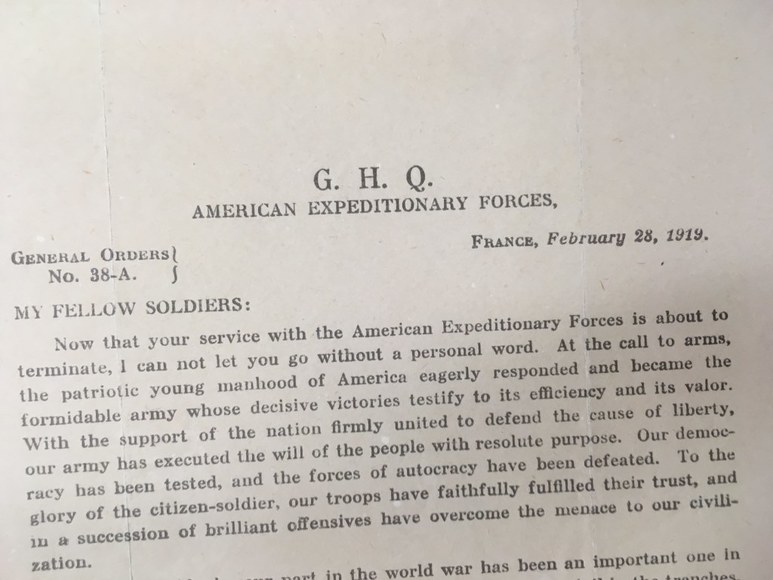 G. H. Q.
AMERICAN EXPEDITIONARY FORCES,
FRANCE, February 28, 1919.
GENERAL ORDERS
No. 38-A.
MY FELLOW SOLDIERS:
Now that your service with the American Expeditionary Forces is about to
terminate, I can not let you go without a personal word. At the call to arms,
the patriotic young manhood of America eagerly responded and became the
formidable army whose decisive victories testify to its efficiency and its valor.
With the support of the nation firmly united to defend the cause of liberty,
our army has executed the will of the people with resolute purpose. Our democ-
racy has been tested, and the forces of autocracy have been defeated. To the
glory of the citizen-soldier, our troops have faithfully fulfilled their trust, and
in a succession of brilliant offensives have overcome the menace to our civili-
zation.
part in the world war has been an important one in
the trenches